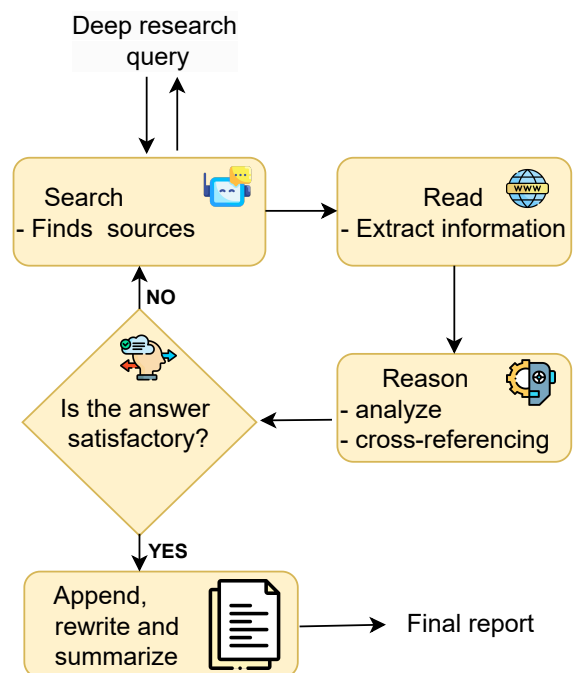 Deep research
query
Search
- Finds sources
Read
- Extract information
WWW
Reason
- analyze
- cross-referencing
NO
Is the answer
satisfactory?
YES
Append,
rewrite and
summarize
Final report